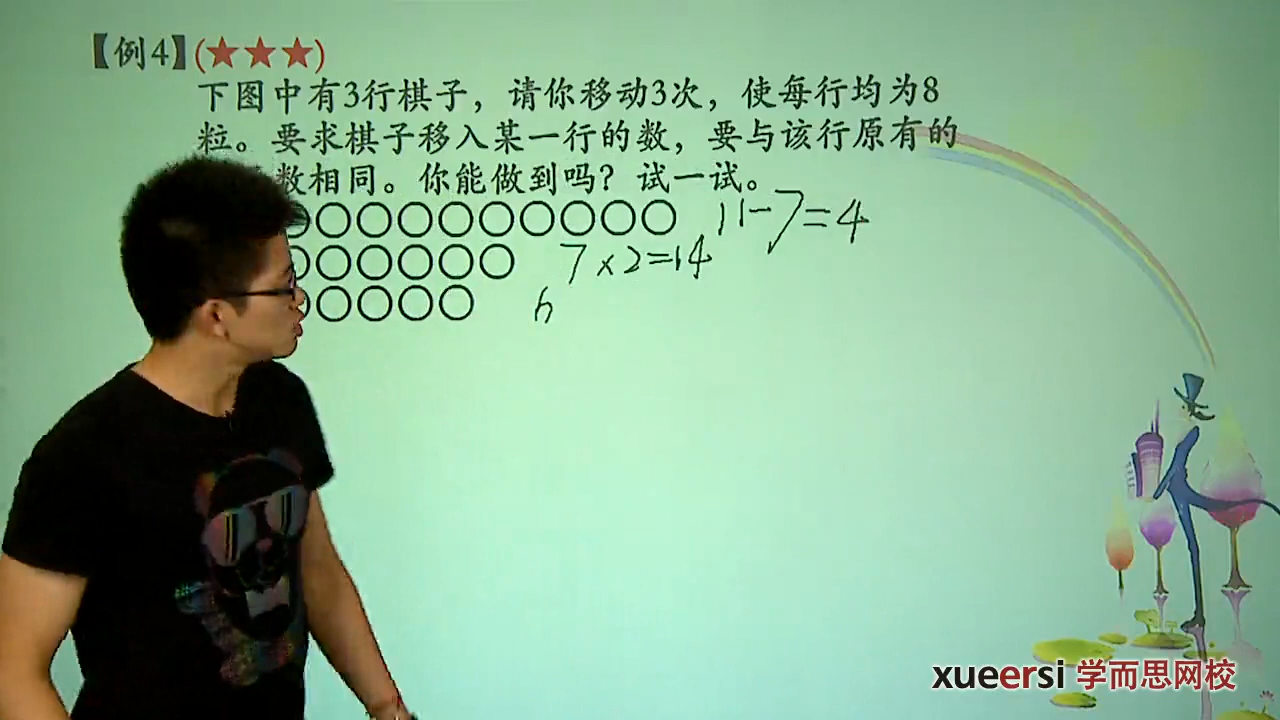 【例4】(★★★)
下图中有3行棋子，请你移动3次，使每行均为8
粒。要求棋子移入某一行的数，要与该行原有的
数相同。你能做到吗？试一试。
11-7=4
7×2=14
6
xueersi 学而思网校